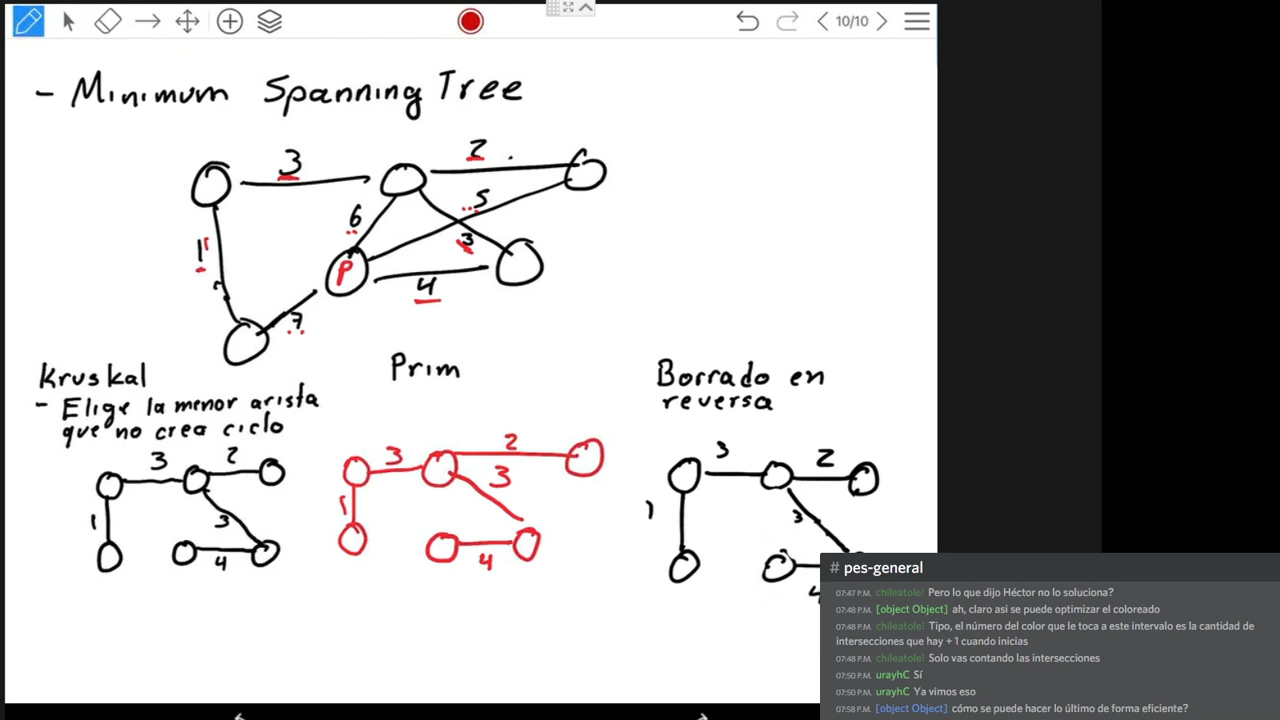 10/10
- Minimum Spanning Tree
3
2
6
5
1
3
P
4
7
Kruskal
- Elige la menor arista
que no crea ciclo
3 2
1
3
4
Prim
3 2
3
1
4
Borrado en
reversa
3 2
1
3
4
# pes-general
07:47 P.M. chileatole! Pero lo que dijo Héctor no lo soluciona?
07:48 P.M. [object Object] ah, claro asi se puede optimizar el coloreado
07:48 P.M. chileatole! Tipo, el número del color que le toca a este intervalo es la cantidad de
intersecciones que hay + 1 cuando inicias
07:48 P.M. chileatole! Solo vas contando las intersecciones
07:50 P.M. urayhC Sí
07:50 P.M. urayhC Ya vimos eso
07:58 P.M. [object Object] cómo se puede hacer lo último de forma eficiente?